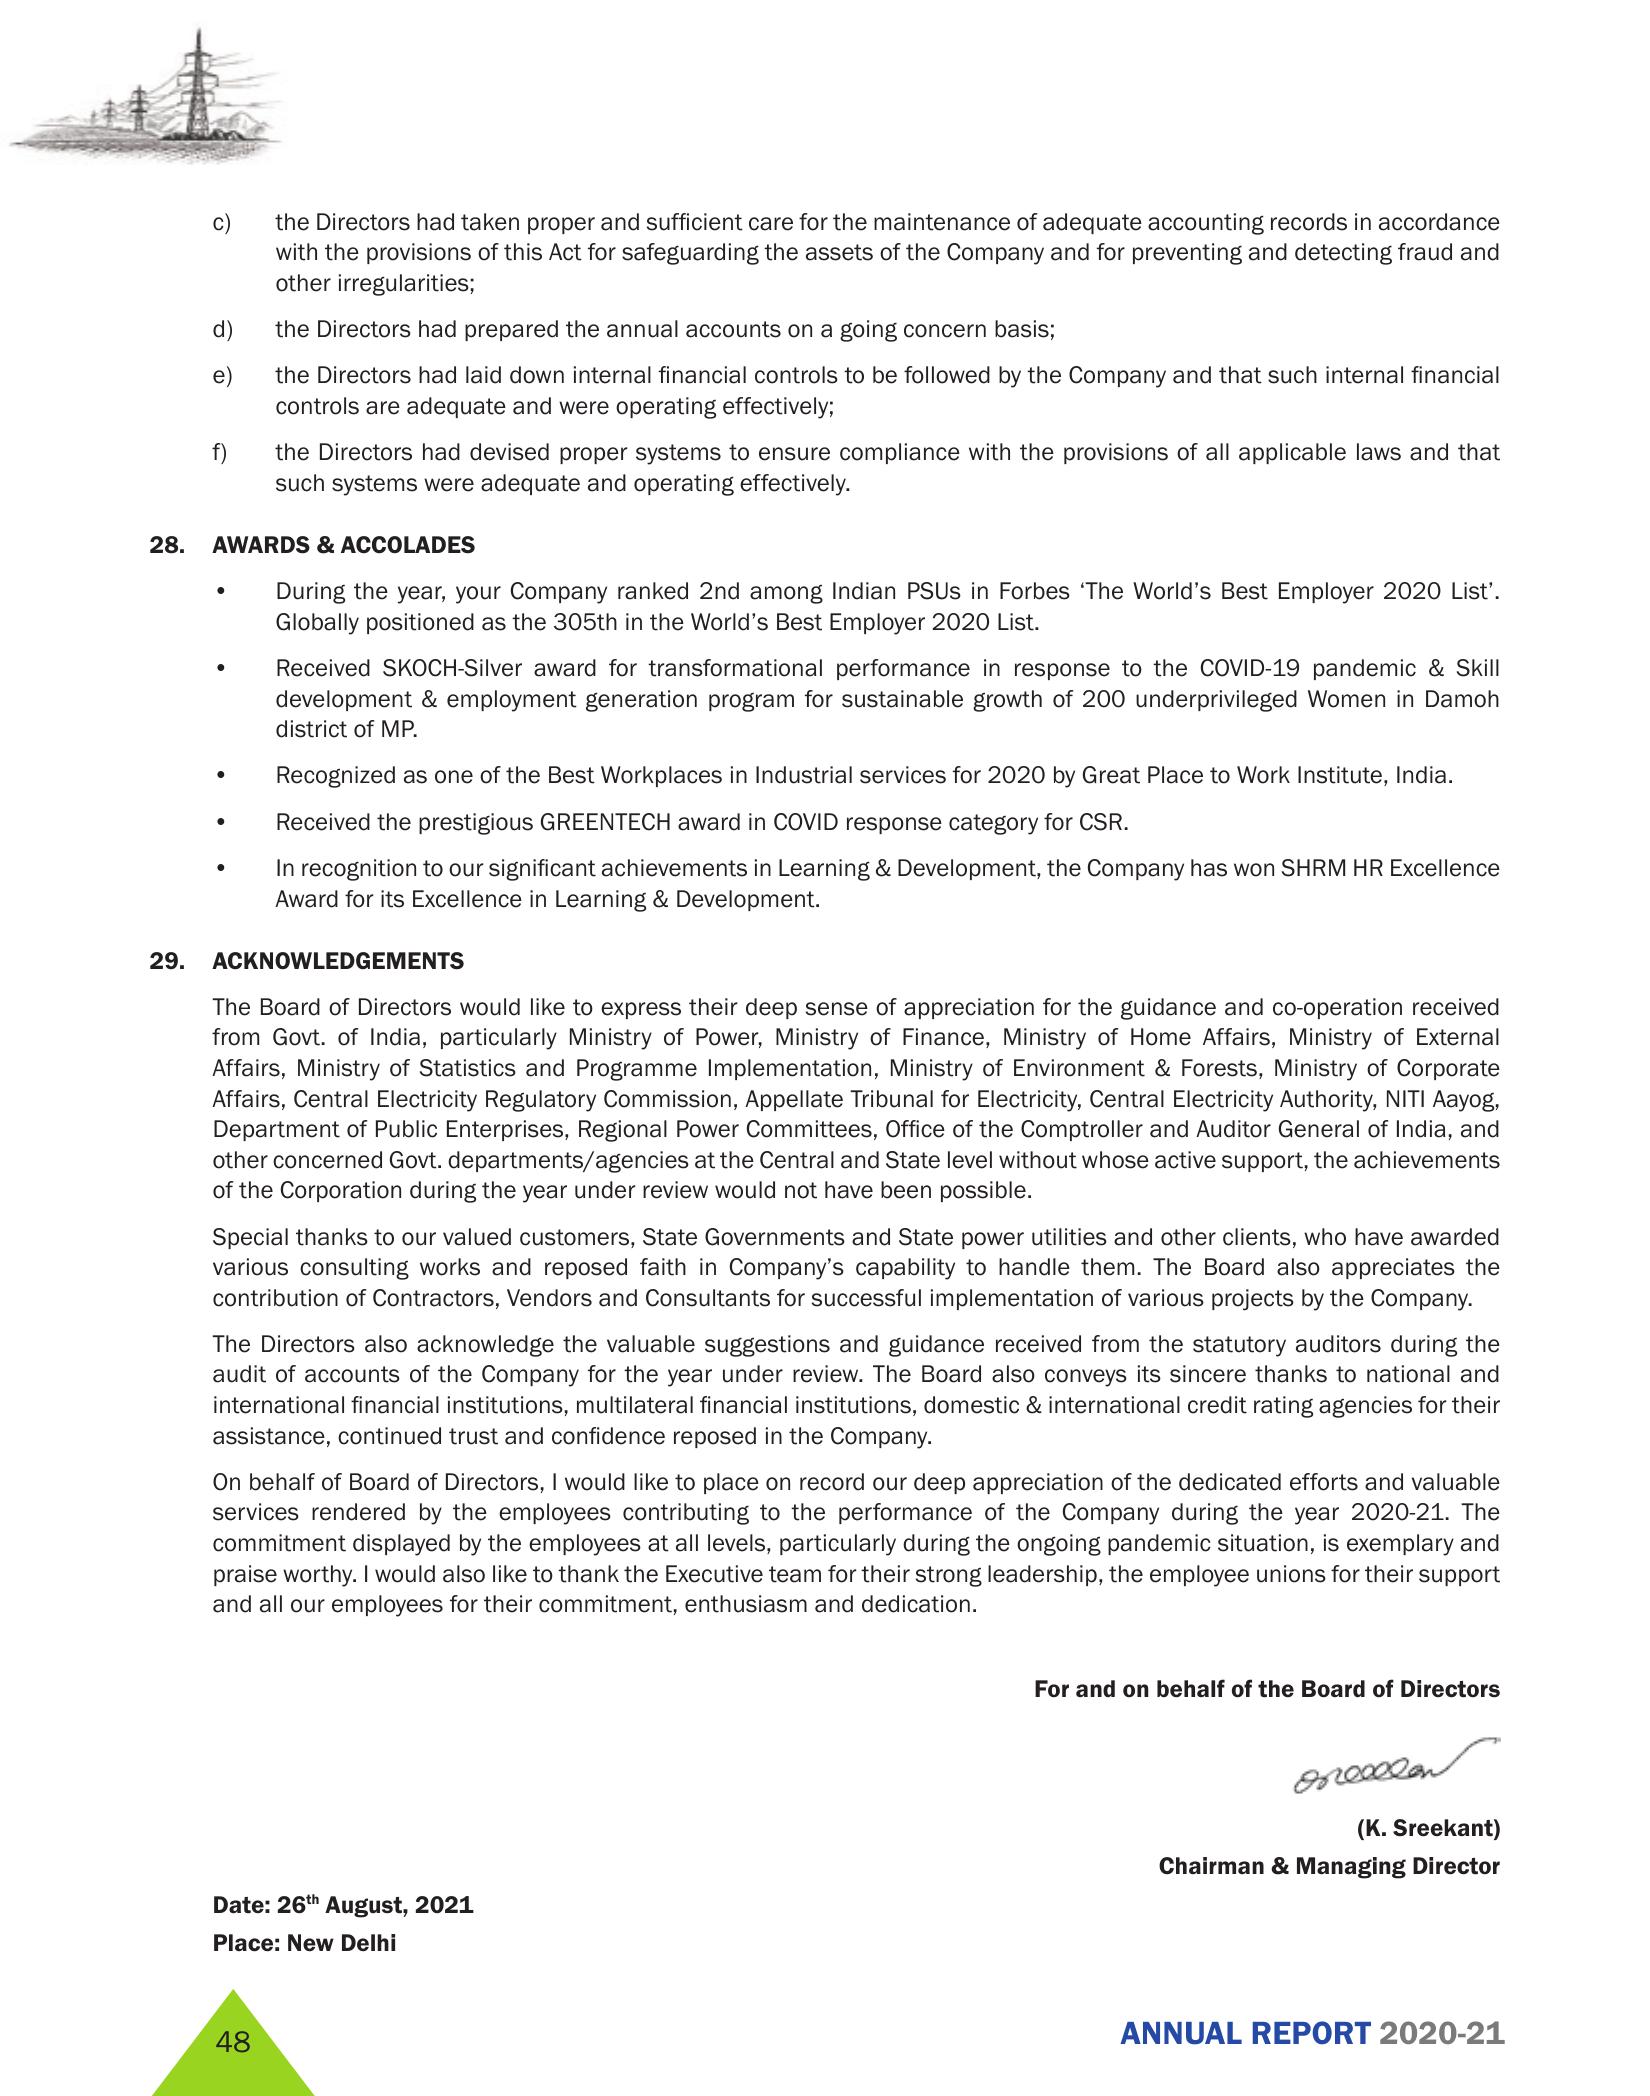 c) the Directors had taken proper and sufficient care for the maintenance of adequate accounting records in accordance
with the provisions of this Act for safeguarding the assets of the Company and for preventing and detecting fraud and
other irregularities;
d) the Directors had prepared the annual accounts on a going concern basis;
e) the Directors had laid down internal financial controls to be followed by the Company and that such internal financial
controls are adequate and were operating effectively;
f) the Directors had devised proper systems to ensure compliance with the provisions of all applicable laws and that
such systems were adequate and operating effectively.
28. AWARDS & ACCOLADES
• During the year, your Company ranked 2nd among Indian PSUs in Forbes ‘The World’s Best Employer 2020 List’.
Globally positioned as the 305th in the World’s Best Employer 2020 List.
• Received SKOCH-Silver award for transformational performance in response to the COVID-19 pandemic & Skill
development & employment generation program for sustainable growth of 200 underprivileged Women in Damoh
district of MP.
• Recognized as one of the Best Workplaces in Industrial services for 2020 by Great Place to Work Institute, India.
• Received the prestigious GREENTECH award in COVID response category for CSR.
• In recognition to our significant achievements in Learning & Development, the Company has won SHRM HR Excellence
Award for its Excellence in Learning & Development.
29. ACKNOWLEDGEMENTS
The Board of Directors would like to express their deep sense of appreciation for the guidance and co-operation received
from Govt. of India, particularly Ministry of Power, Ministry of Finance, Ministry of Home Affairs, Ministry of External
Affairs, Ministry of Statistics and Programme Implementation, Ministry of Environment & Forests, Ministry of Corporate
Affairs, Central Electricity Regulatory Commission, Appellate Tribunal for Electricity, Central Electricity Authority, NITI Aayog,
Department of Public Enterprises, Regional Power Committees, Office of the Comptroller and Auditor General of India, and
other concerned Govt. departments/agencies at the Central and State level without whose active support, the achievements
of the Corporation during the year under review would not have been possible.
Special thanks to our valued customers, State Governments and State power utilities and other clients, who have awarded
various consulting works and reposed faith in Company’s capability to handle them. The Board also appreciates the
contribution of Contractors, Vendors and Consultants for successful implementation of various projects by the Company.
The Directors also acknowledge the valuable suggestions and guidance received from the statutory auditors during the
audit of accounts of the Company for the year under review. The Board also conveys its sincere thanks to national and
international financial institutions, multilateral financial institutions, domestic & international credit rating agencies for their
assistance, continued trust and confidence reposed in the Company.
On behalf of Board of Directors, I would like to place on record our deep appreciation of the dedicated efforts and valuable
services rendered by the employees contributing to the performance of the Company during the year 2020-21. The
commitment displayed by the employees at all levels, particularly during the ongoing pandemic situation, is exemplary and
praise worthy. I would also like to thank the Executive team for their strong leadership, the employee unions for their support
and all our employees for their commitment, enthusiasm and dedication.
For and on behalf of the Board of Directors
(K. Sreekant)
Chairman & Managing Director
Date: 26th August, 2021
Place: New Delhi
48
ANNUAL REPORT 2020-21